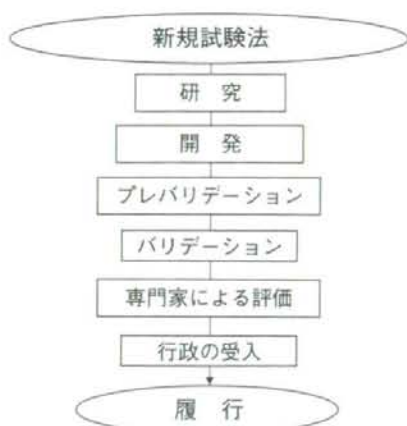 新規試験法
研　究
開　発
プレバリデーション
バリデーション
専門家による評価
行政の受入
履　行